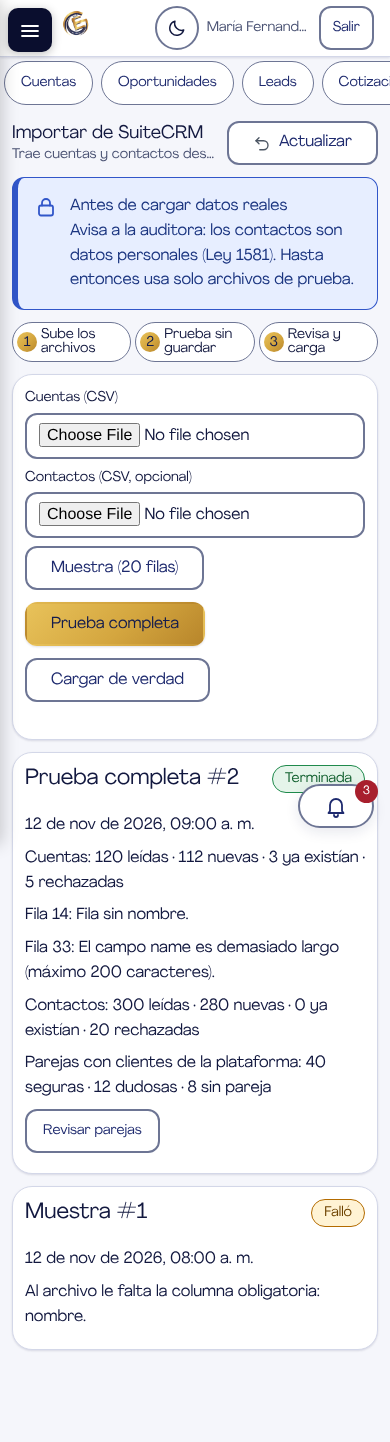 María Fernand...
Salir
Cuentas
Oportunidades
Leads
Importar de SuiteCRM
Trae cuentas y contactos des...
Actualizar
Antes de cargar datos reales
Avisa a la auditora: los contactos son
datos personales (Ley 1581). Hasta
entonces usa solo archivos de prueba.
1 Sube los
archivos
2 Prueba sin
guardar
3 Revisa y
carga
Cuentas (CSV)
Choose File No file chosen
Contactos (CSV, opcional)
Choose File No file chosen
Muestra (20 filas)
Prueba completa
Cargar de verdad
Prueba completa #2
Terminada
3
12 de nov de 2026, 09:00 a. m.
Cuentas: 120 leídas · 112 nuevas · 3 ya existían ·
5 rechazadas
Fila 14: Fila sin nombre.
Fila 33: El campo name es demasiado largo
(máximo 200 caracteres).
Contactos: 300 leídas · 280 nuevas · 0 ya
existían · 20 rechazadas
Parejas con clientes de la plataforma: 40
seguras · 12 dudosas · 8 sin pareja
Revisar parejas
Muestra #1
Falló
12 de nov de 2026, 08:00 a. m.
Al archivo le falta la columna obligatoria:
nombre.